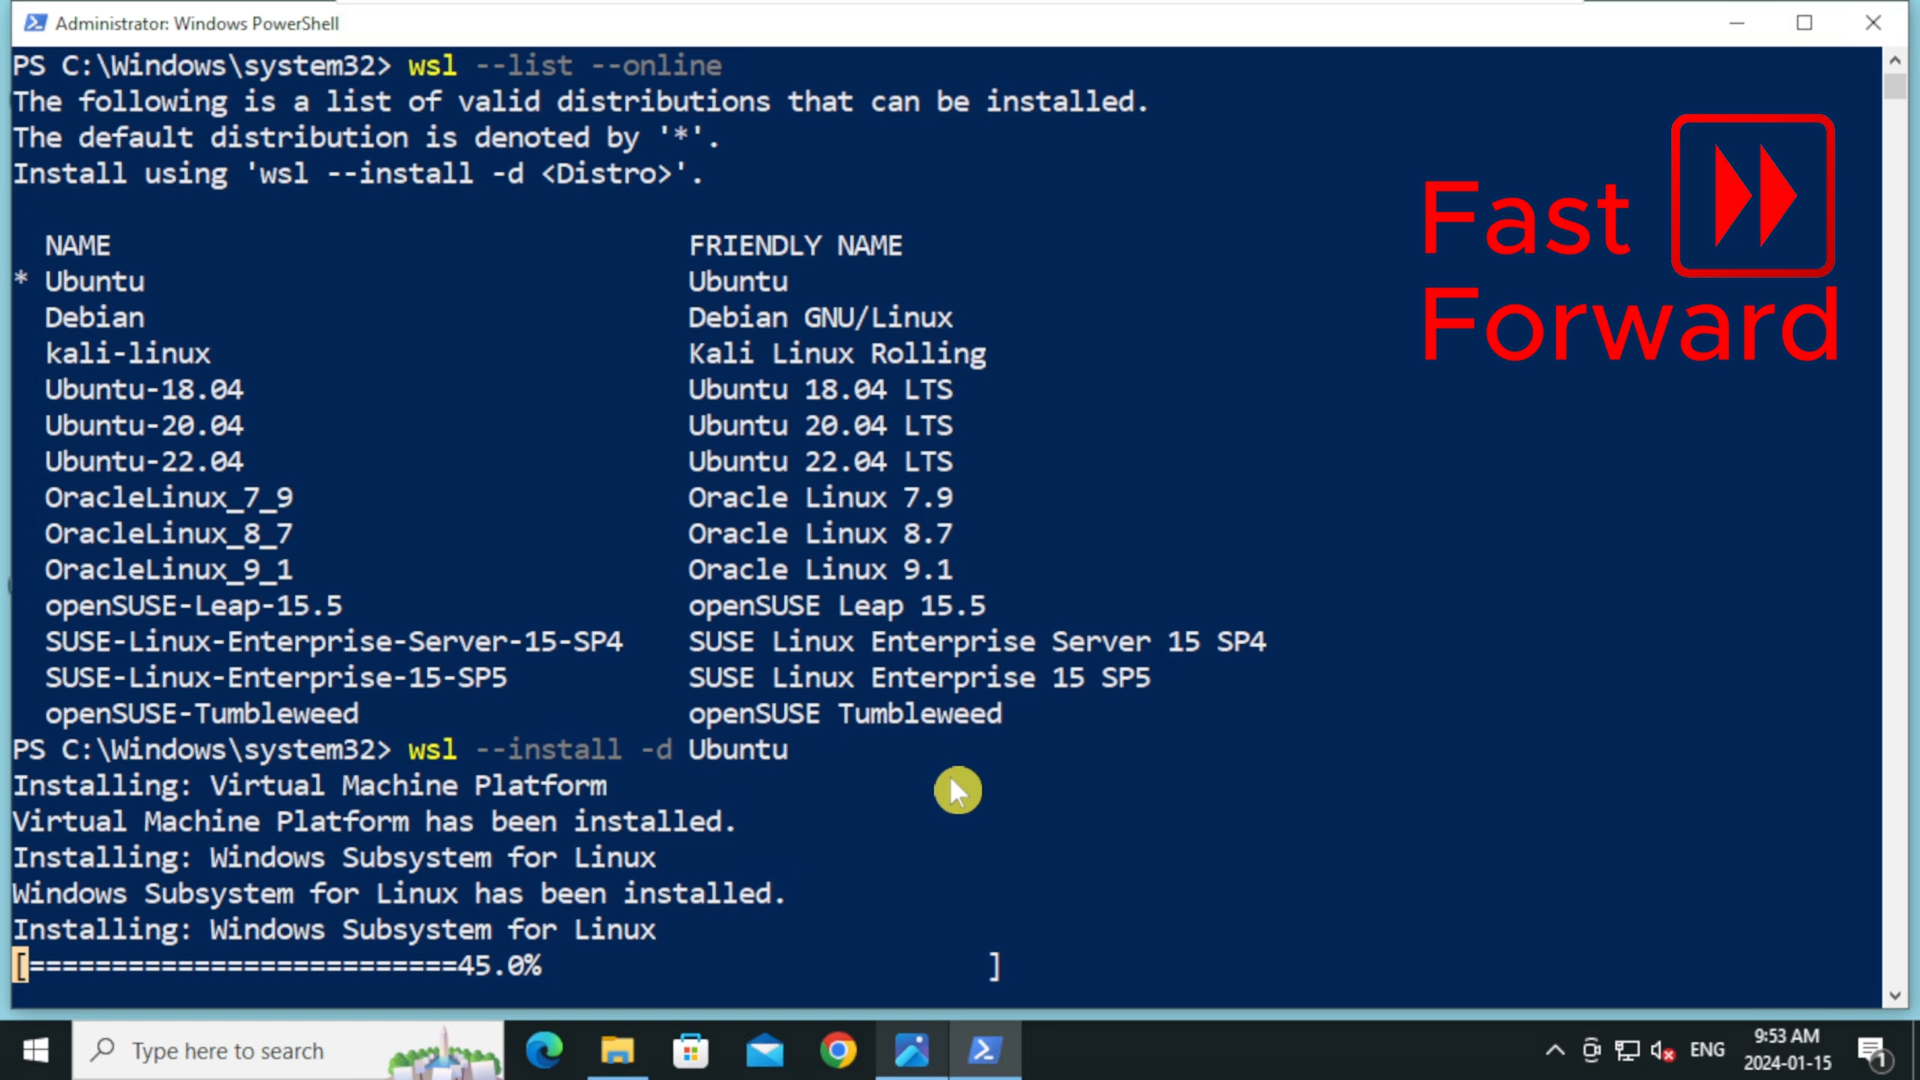 Administrator: Windows PowerShell
PS C:\Windows\system32> wsl --list --online
The following is a list of valid distributions that can be installed.
The default distribution is denoted by '*'.
Install using 'wsl --install -d <Distro>'.
Fast
Forward
NAME FRIENDLY NAME
* Ubuntu Ubuntu
Debian Debian GNU/Linux
kali-linux Kali Linux Rolling
Ubuntu-18.04 Ubuntu 18.04 LTS
Ubuntu-20.04 Ubuntu 20.04 LTS
Ubuntu-22.04 Ubuntu 22.04 LTS
OracleLinux_7_9 Oracle Linux 7.9
OracleLinux_8_7 Oracle Linux 8.7
OracleLinux_9_1 Oracle Linux 9.1
openSUSE-Leap-15.5 openSUSE Leap 15.5
SUSE-Linux-Enterprise-Server-15-SP4 SUSE Linux Enterprise Server 15 SP4
SUSE-Linux-Enterprise-15-SP5 SUSE Linux Enterprise 15 SP5
openSUSE-Tumbleweed openSUSE Tumbleweed
PS C:\Windows\system32> wsl --install -d Ubuntu
Installing: Virtual Machine Platform
Virtual Machine Platform has been installed.
Installing: Windows Subsystem for Linux
Windows Subsystem for Linux has been installed.
Installing: Windows Subsystem for Linux
[==========================45.0% ]
Type here to search
ENG
9:53 AM
2024-01-15
1